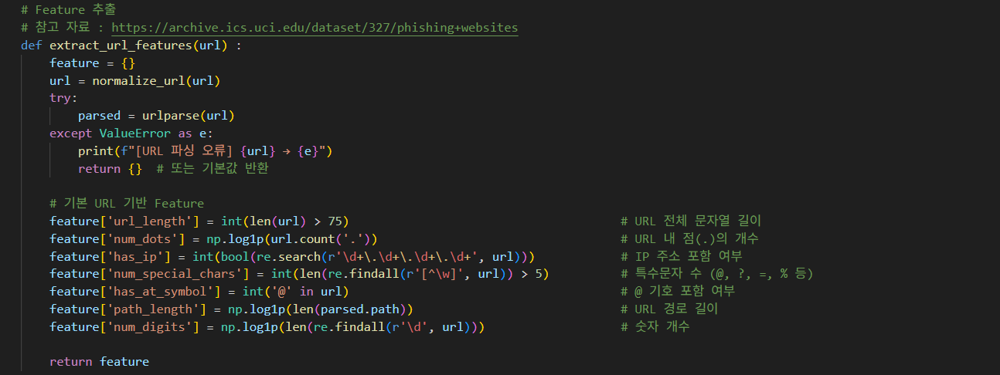 # Feature 추출
# 참고 자료 : https://archive.ics.uci.edu/dataset/327/phishing+websites
def extract_url_features(url) :
    feature = {}
    url = normalize_url(url)
    try:
        parsed = urlparse(url)
    except ValueError as e:
        print(f"[URL 파싱 오류] {url} → {e}")
        return {}  # 또는 기본값 반환

    # 기본 URL 기반 Feature
    feature['url_length'] = int(len(url) > 75)                                      # URL 전체 문자열 길이
    feature['num_dots'] = np.log1p(url.count('.'))                                  # URL 내 점(.)의 개수
    feature['has_ip'] = int(bool(re.search(r'\d+\.\d+\.\d+\.\d+', url)))            # IP 주소 포함 여부
    feature['num_special_chars'] = int(len(re.findall(r'[^\w]', url)) > 5)          # 특수문자 수 (@, ?, =, % 등)
    feature['has_at_symbol'] = int('@' in url)                                      # @ 기호 포함 여부
    feature['path_length'] = np.log1p(len(parsed.path))                             # URL 경로 길이
    feature['num_digits'] = np.log1p(len(re.findall(r'\d', url)))                   # 숫자 개수

    return feature